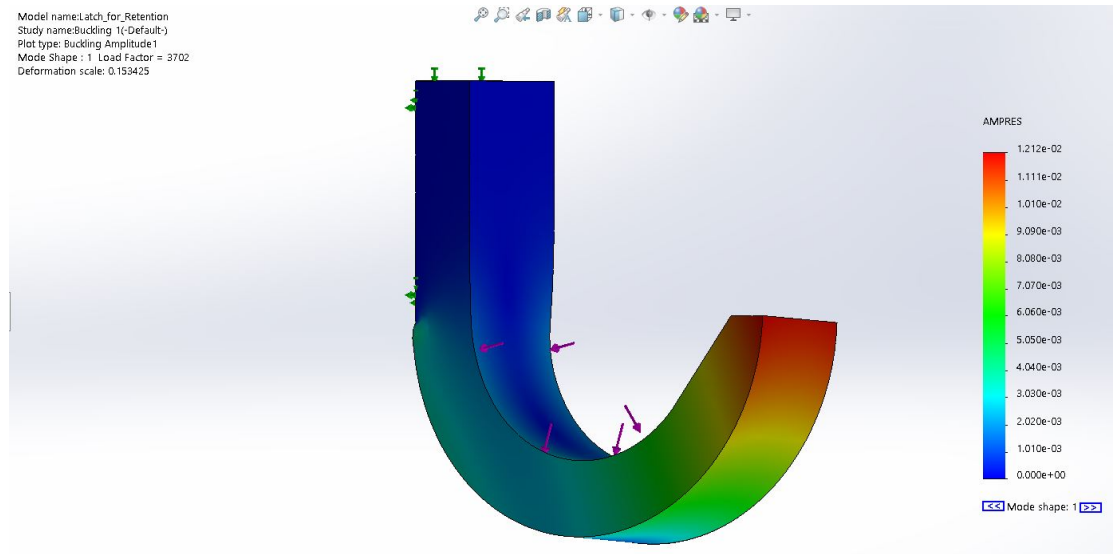 Model name:Latch_for_Retention
Study name:Buckling 1(-Default-)
Plot type: Buckling Amplitude1
Mode Shape : 1  Load Factor = 3702
Deformation scale: 0.153425
AMPRES
1.212e-02
1.111e-02
1.010e-02
9.090e-03
8.080e-03
7.070e-03
6.060e-03
5.050e-03
4.040e-03
3.030e-03
2.020e-03
1.010e-03
0.000e+00
<< Mode shape: 1 >>